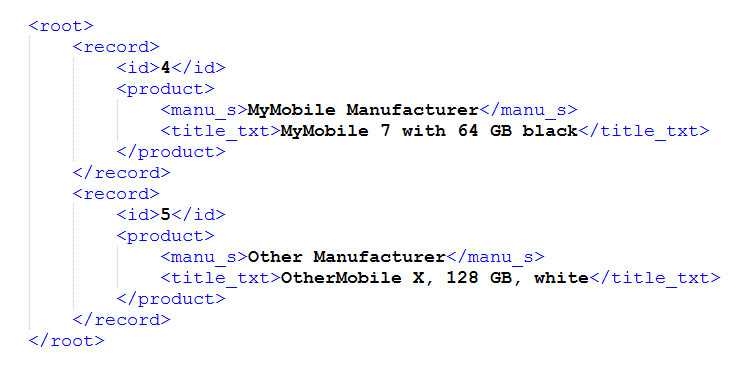 <root>
<record>
<id>4</id>
<product>
<manu_s>MyMobile Manufacturer</manu_s>
<title_txt>MyMobile 7 with 64 GB black</title_txt>
</product>
</record>
<record>
<id>5</id>
<product>
<manu_s>Other Manufacturer</manu_s>
<title_txt>OtherMobile X, 128 GB, white</title_txt>
</product>
</record>
</root>